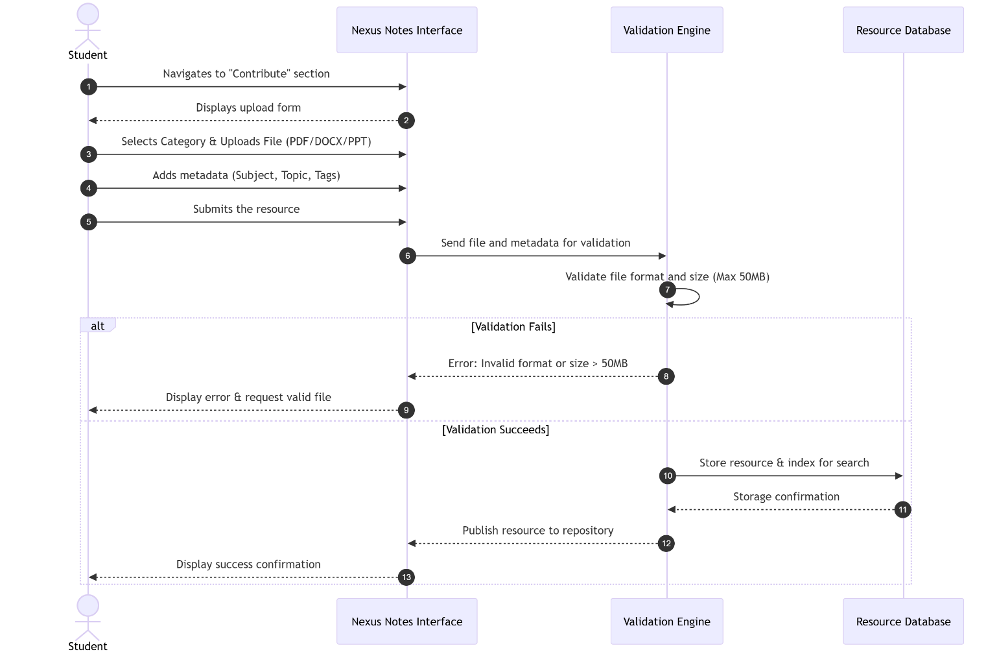 Student
Nexus Notes Interface
Validation Engine
Resource Database
Navigates to "Contribute" section
1
Displays upload form
2
Selects Category & Uploads File (PDF/DOCX/PPT)
3
Adds metadata (Subject, Topic, Tags)
4
Submits the resource
5
Send file and metadata for validation
6
Validate file format and size (Max 50MB)
7
alt
[Validation Fails]
Error: Invalid format or size > 50MB
8
Display error & request valid file
9
[Validation Succeeds]
Store resource & index for search
10
Storage confirmation
11
Publish resource to repository
12
Display success confirmation
13
Student
Nexus Notes Interface
Validation Engine
Resource Database